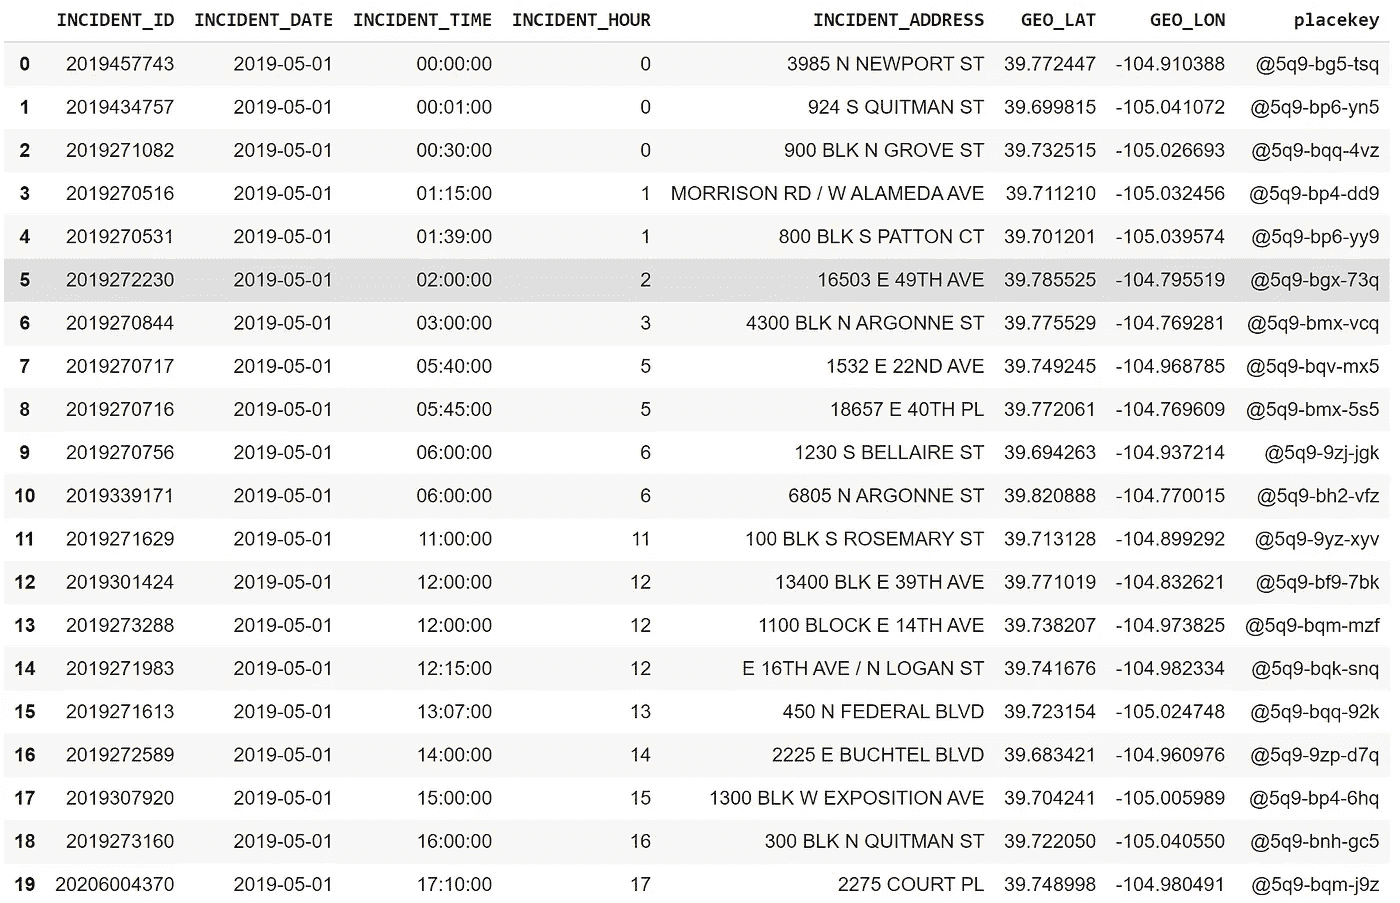 INCIDENT_ID INCIDENT_DATE INCIDENT_TIME INCIDENT_HOUR INCIDENT_ADDRESS GEO_LAT GEO_LON placekey
0 2019457743 2019-05-01 00:00:00 0 3985 N NEWPORT ST 39.772447 -104.910388 @5q9-bg5-tsq
1 2019434757 2019-05-01 00:01:00 0 924 S QUITMAN ST 39.699815 -105.041072 @5q9-bp6-yn5
2 2019271082 2019-05-01 00:30:00 0 900 BLK N GROVE ST 39.732515 -105.026693 @5q9-bqq-4vz
3 2019270516 2019-05-01 01:15:00 1 MORRISON RD / W ALAMEDA AVE 39.711210 -105.032456 @5q9-bp4-dd9
4 2019270531 2019-05-01 01:39:00 1 800 BLK S PATTON CT 39.701201 -105.039574 @5q9-bp6-yy9
5 2019272230 2019-05-01 02:00:00 2 16503 E 49TH AVE 39.785525 -104.795519 @5q9-bgx-73q
6 2019270844 2019-05-01 03:00:00 3 4300 BLK N ARGONNE ST 39.775529 -104.769281 @5q9-bmx-vcq
7 2019270717 2019-05-01 05:40:00 5 1532 E 22ND AVE 39.749245 -104.968785 @5q9-bqv-mx5
8 2019270716 2019-05-01 05:45:00 5 18657 E 40TH PL 39.772061 -104.769609 @5q9-bmx-5s5
9 2019270756 2019-05-01 06:00:00 6 1230 S BELLAIRE ST 39.694263 -104.937214 @5q9-9zj-jgk
10 2019339171 2019-05-01 06:00:00 6 6805 N ARGONNE ST 39.820888 -104.770015 @5q9-bh2-vfz
11 2019271629 2019-05-01 11:00:00 11 100 BLK S ROSEMARY ST 39.713128 -104.899292 @5q9-9yz-xyv
12 2019301424 2019-05-01 12:00:00 12 13400 BLK E 39TH AVE 39.771019 -104.832621 @5q9-bf9-7bk
13 2019273288 2019-05-01 12:00:00 12 1100 BLOCK E 14TH AVE 39.738207 -104.973825 @5q9-bqm-mzf
14 2019271983 2019-05-01 12:15:00 12 E 16TH AVE / N LOGAN ST 39.741676 -104.982334 @5q9-bqk-snq
15 2019271613 2019-05-01 13:07:00 13 450 N FEDERAL BLVD 39.723154 -105.024748 @5q9-bqq-92k
16 2019272589 2019-05-01 14:00:00 14 2225 E BUCHTEL BLVD 39.683421 -104.960976 @5q9-9zp-d7q
17 2019307920 2019-05-01 15:00:00 15 1300 BLK W EXPOSITION AVE 39.704241 -105.005989 @5q9-bp4-6hq
18 2019273160 2019-05-01 16:00:00 16 300 BLK N QUITMAN ST 39.722050 -105.040550 @5q9-bnh-gc5
19 20206004370 2019-05-01 17:10:00 17 2275 COURT PL 39.748998 -104.980491 @5q9-bqm-j9z